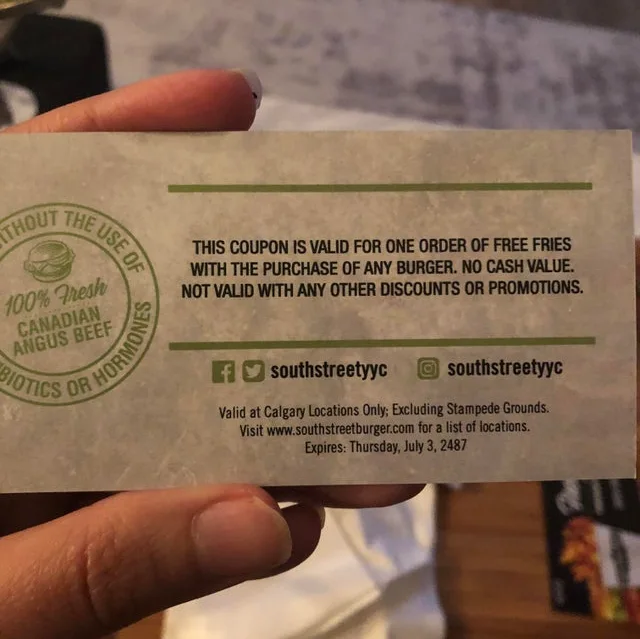 WITHOUT THE USE OF
100% Fresh
CANADIAN
ANGUS BEEF
BIOTICS OR HORMONES
THIS COUPON IS VALID FOR ONE ORDER OF FREE FRIES
WITH THE PURCHASE OF ANY BURGER. NO CASH VALUE.
NOT VALID WITH ANY OTHER DISCOUNTS OR PROMOTIONS.
southstreetyyc southstreetyyc
Valid at Calgary Locations Only; Excluding Stampede Grounds.
Visit www.southstreetburger.com for a list of locations.
Expires: Thursday, July 3, 2487